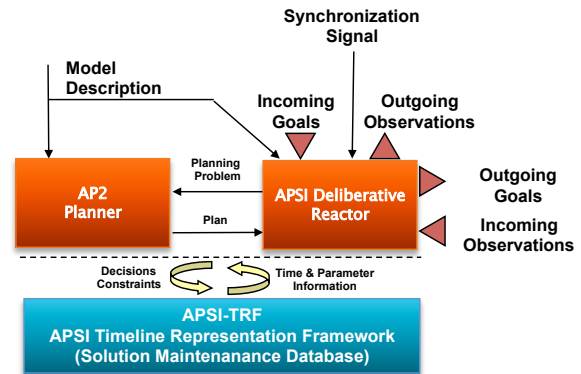 Synchronization
Signal
Model
Description
Incoming
Goals
Outgoing
Observations
Planning
Problem
AP2
Planner
APSI Deliberative
Reactor
Outgoing
Goals
Plan
Incoming
Observations
Decisions
Constraints
Time & Parameter
Information
APSI-TRF
APSI Timeline Representation Framework
(Solution Maintenanance Database)